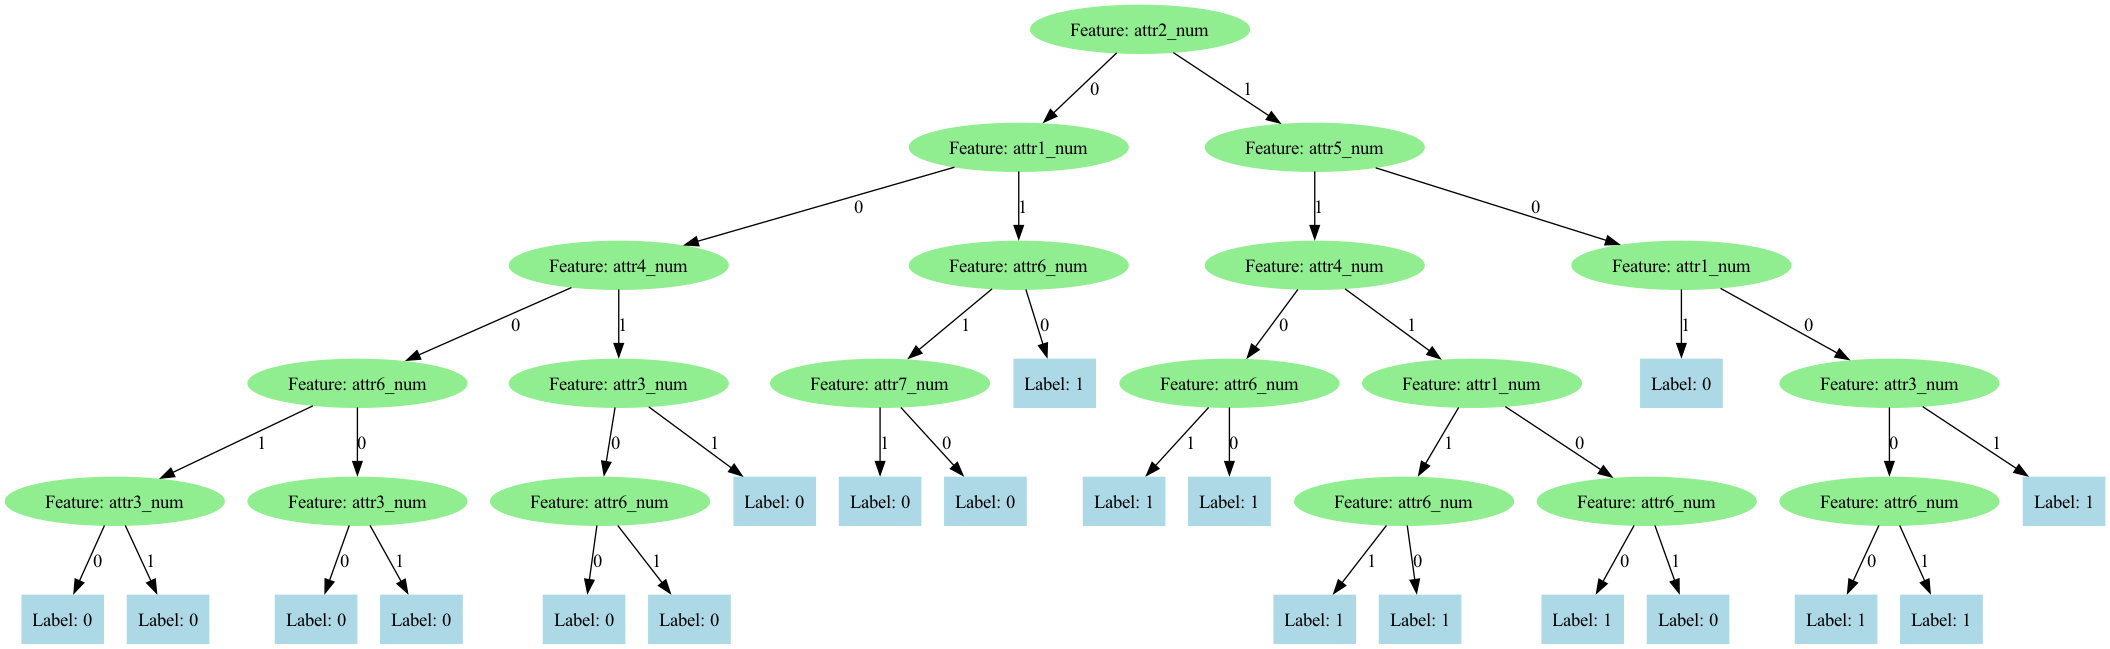 Feature: attr2_num
0
1
Feature: attr1_num
Feature: attr5_num
0
1
1
0
Feature: attr4_num
Feature: attr6_num
Feature: attr4_num
Feature: attr1_num
0
1
1
0
0
1
1
0
Feature: attr6_num
Feature: attr3_num
Feature: attr7_num
Label: 1
Feature: attr6_num
Feature: attr1_num
Label: 0
Feature: attr3_num
1
0
0
1
1
0
1
0
1
0
0
1
Feature: attr3_num
Feature: attr3_num
Feature: attr6_num
Label: 0
Label: 0
Label: 0
Label: 1
Label: 1
Feature: attr6_num
Feature: attr6_num
Feature: attr6_num
Label: 1
0
1
0
1
0
1
1
0
0
1
0
1
Label: 0
Label: 0
Label: 0
Label: 0
Label: 0
Label: 0
Label: 1
Label: 1
Label: 1
Label: 0
Label: 1
Label: 1